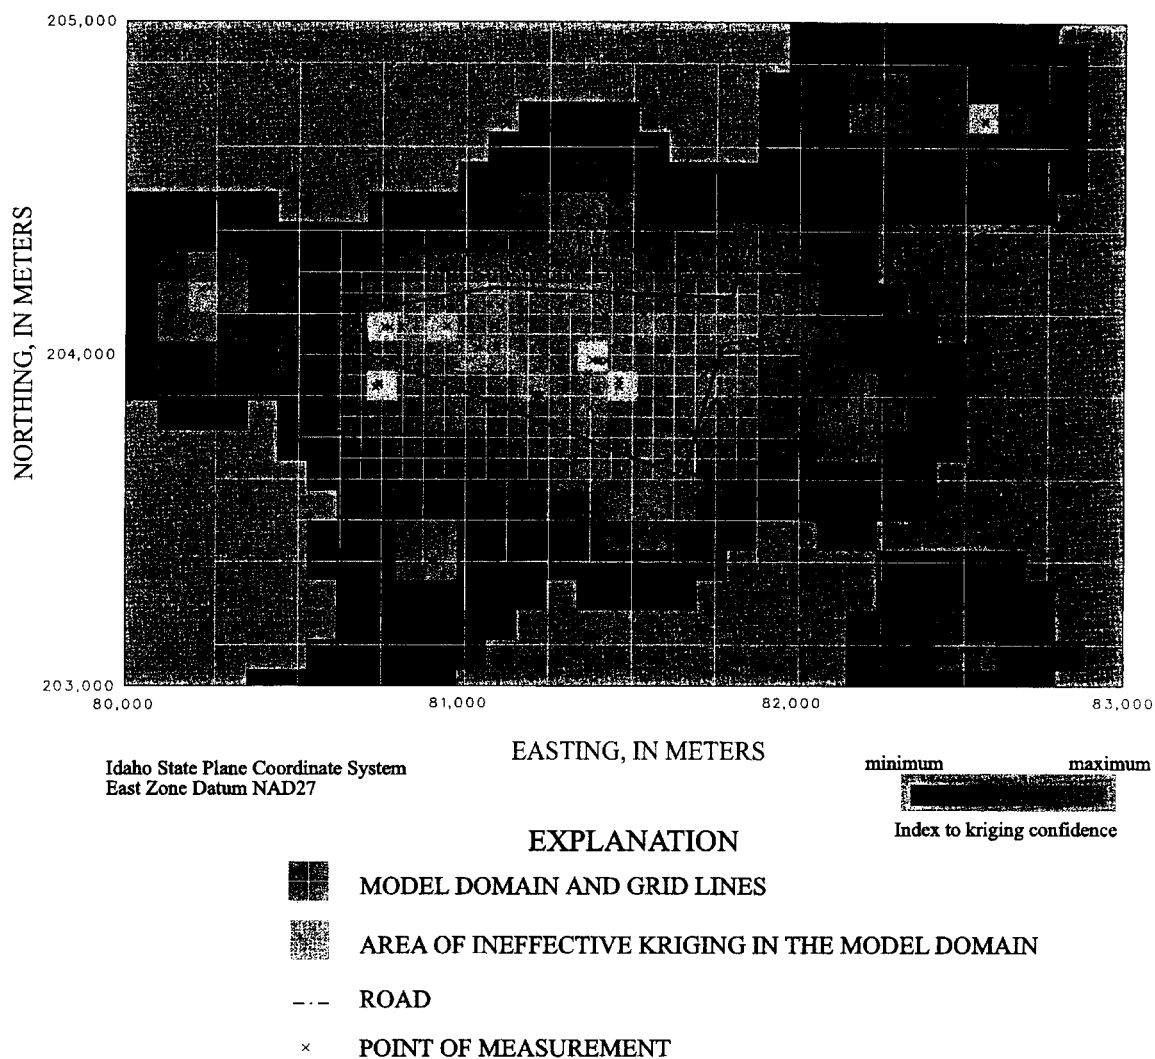 205,000
204,000
203,000
NORTHING, IN METERS
80,000
81,000
82,000
83,000
EASTING, IN METERS
Idaho State Plane Coordinate System
East Zone Datum NAD27
minimum maximum
Index to kriging confidence
EXPLANATION
MODEL DOMAIN AND GRID LINES
AREA OF INEFFECTIVE KRIGING IN THE MODEL DOMAIN
ROAD
POINT OF MEASUREMENT